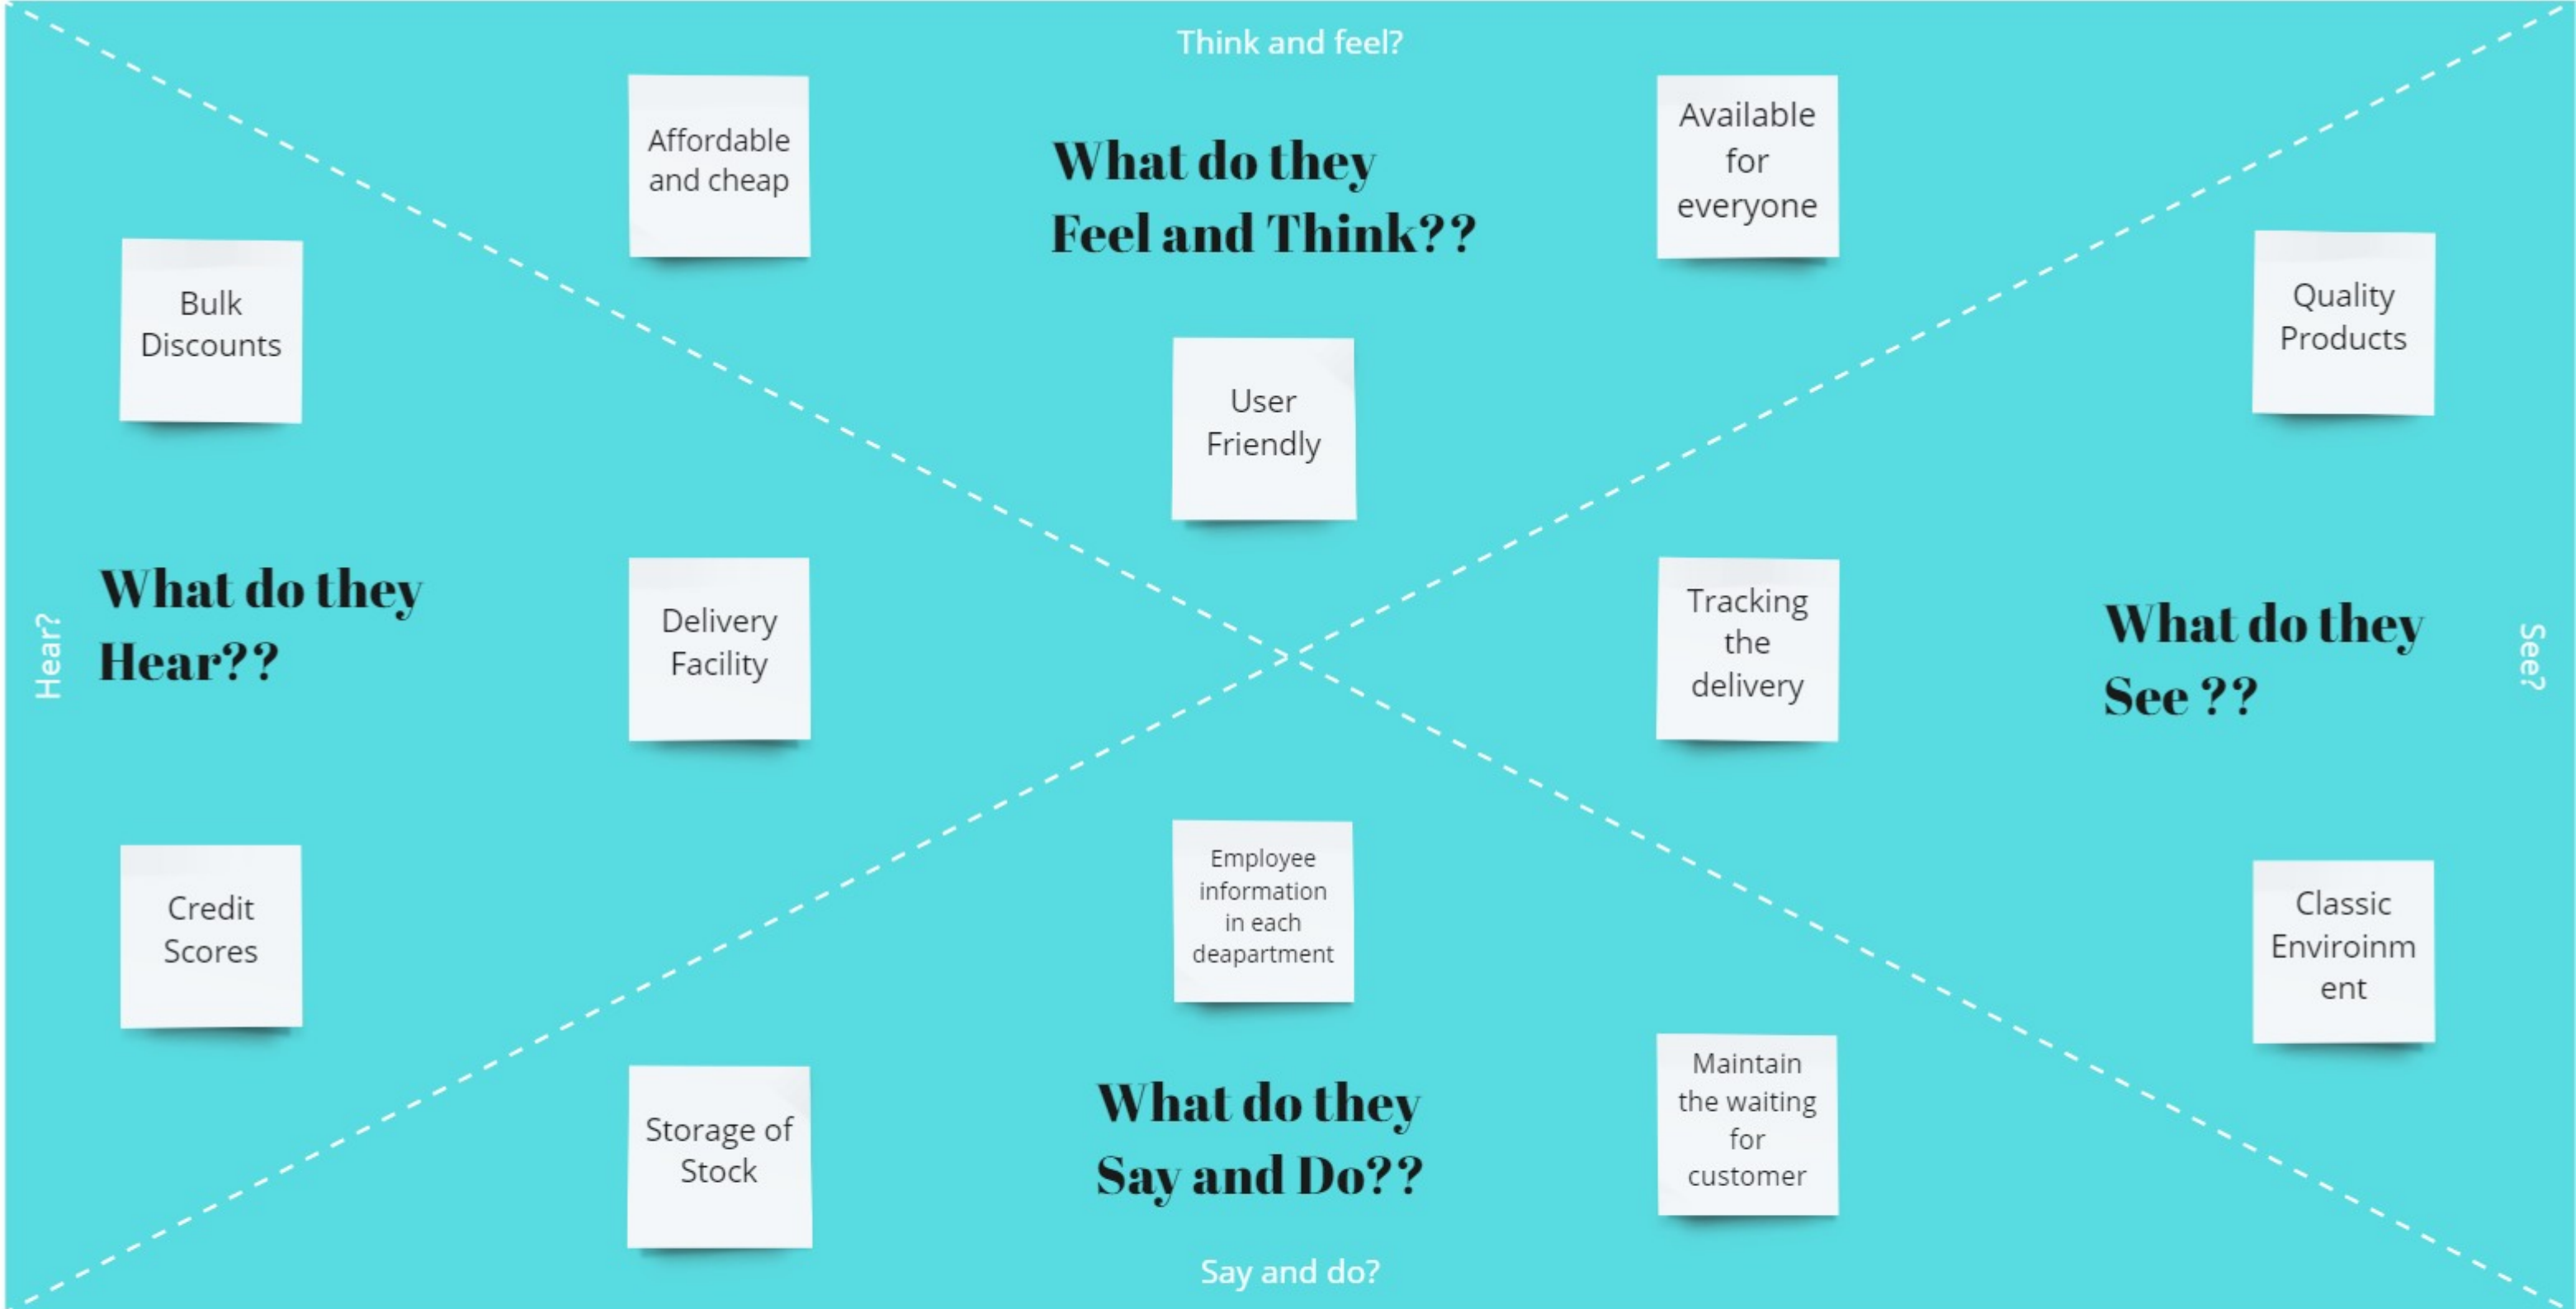 Think and feel?
Affordable
and cheap
What do they
Feel and Think??
Available
for
everyone
User
Friendly
Bulk
Discounts
Hear?
What do they
Hear??
Delivery
Facility
Credit
Scores
Quality
Products
Tracking
the
delivery
What do they
See ??
See?
Classic
Enviroinm
ent
Employee
information
in each
deapartment
Storage of
Stock
What do they
Say and Do??
Maintain
the waiting
for
customer
Say and do?